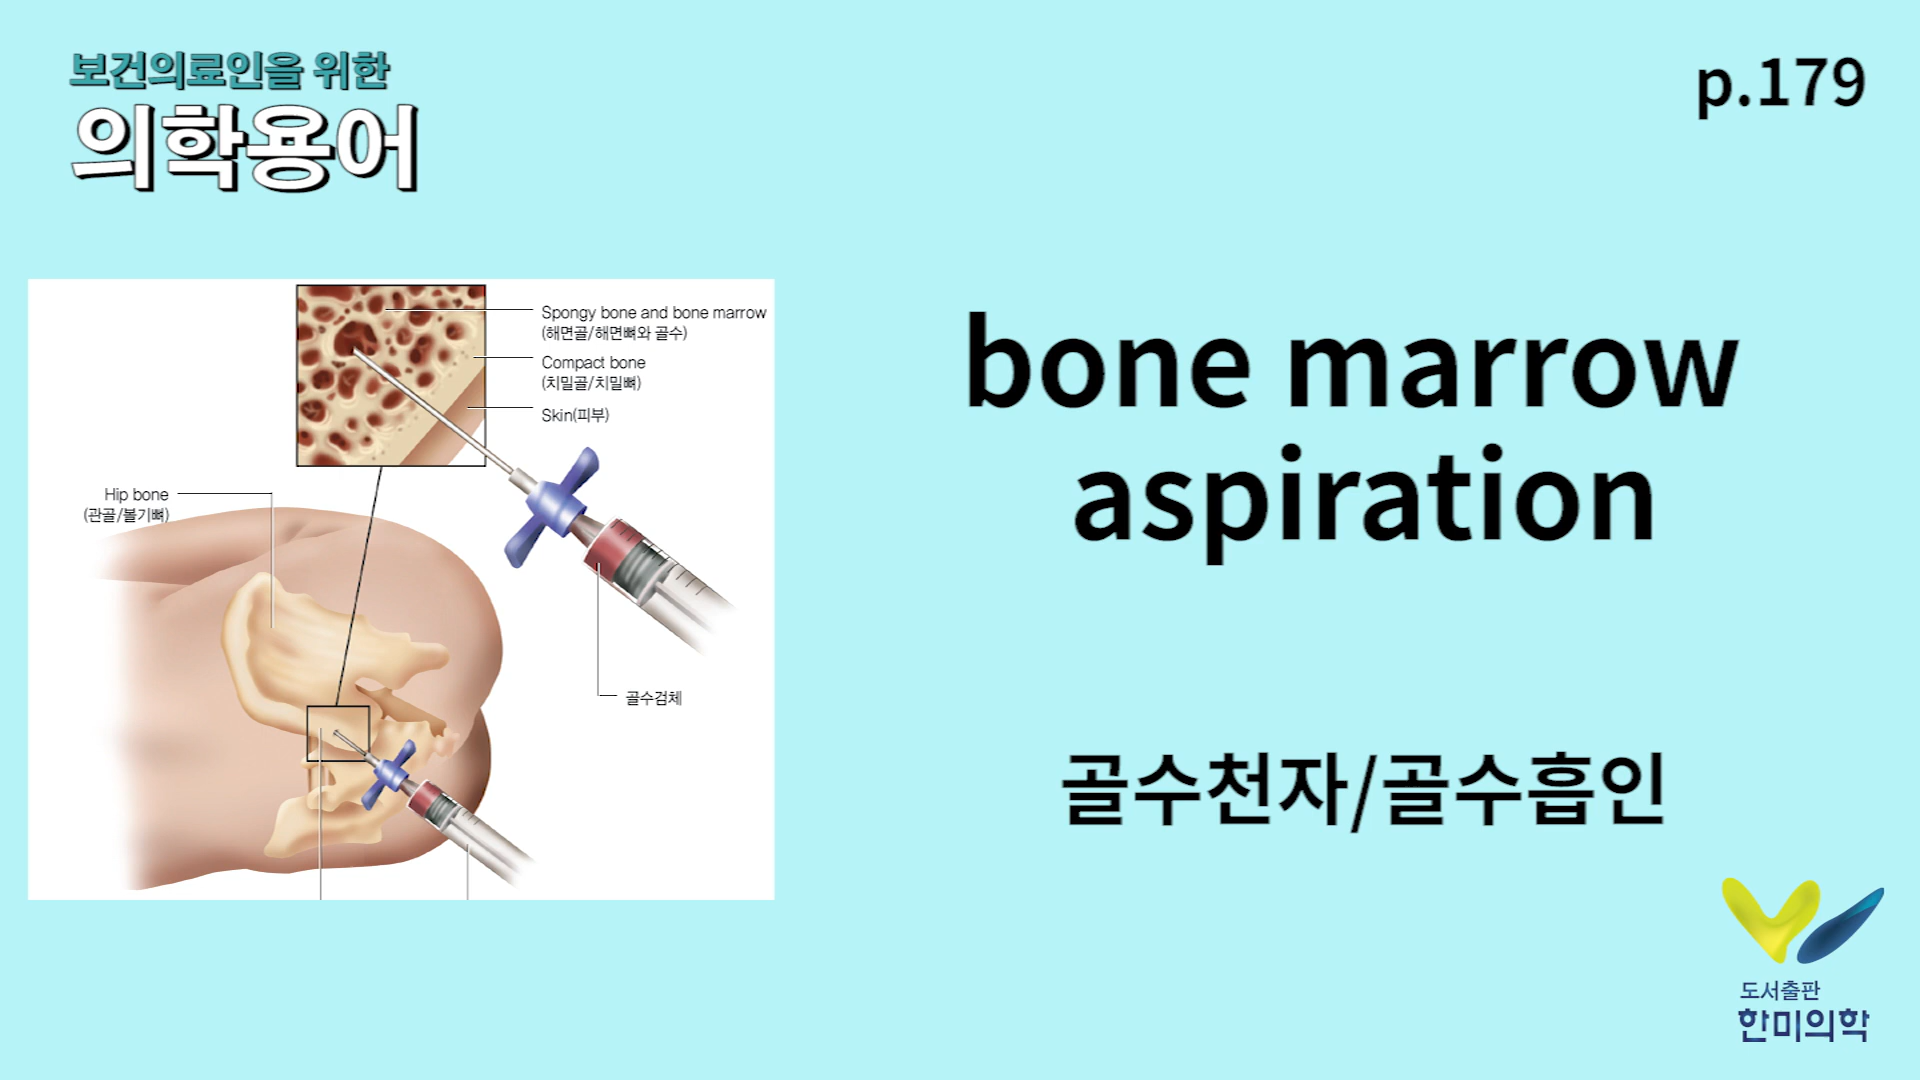 보건의료인을 위한
의학용어
p.179
Spongy bone and bone marrow
(해면골/해면뼈와 골수)
Compact bone
(치밀골/치밀뼈)
Skin(피부)
Hip bone
(관골/볼기뼈)
골수검체
bone marrow
aspiration
골수천자/골수흡인
도서출판
한미의학